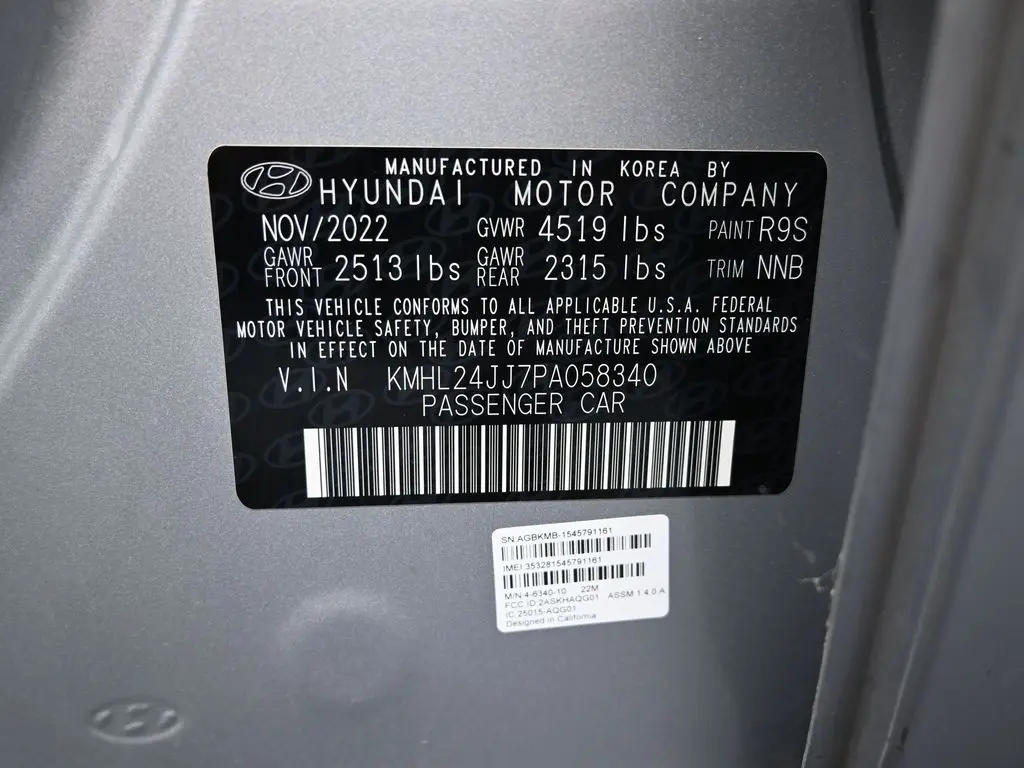 MANUFACTURED IN KOREA BY
HYUNDAI MOTOR COMPANY
NOV/2022 GVWR 4519 lbs PAINT R9S
GAWR FRONT 2513 lbs GAWR REAR 2315 lbs TRIM NNB
THIS VEHICLE CONFORMS TO ALL APPLICABLE U.S.A. FEDERAL
MOTOR VEHICLE SAFETY, BUMPER, AND THEFT PREVENTION STANDARDS
IN EFFECT ON THE DATE OF MANUFACTURE SHOWN ABOVE
V.I.N KMHL24JJ7PA058340
PASSENGER CAR
SN:AGBKMB-1545791161
IMEI 353281545791161
M/N:4-6340-10 22M
FCC ID:2ASKHAQG01 ASSM 1.4.0.A
IC:25015-AQG01
Designed in California